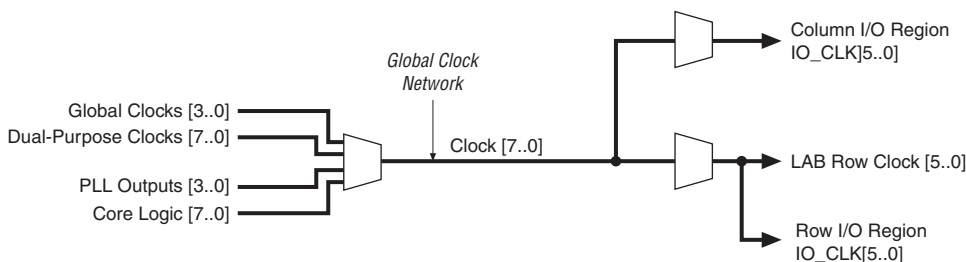 Column I/O Region
IO_CLK]5..0]
Global Clock
Network
Global Clocks [3..0]
Dual-Purpose Clocks [7..0]
Clock [7..0]
LAB Row Clock [5..0]
PLL Outputs [3..0]
Core Logic [7..0]
Row I/O Region
IO_CLK[5..0]